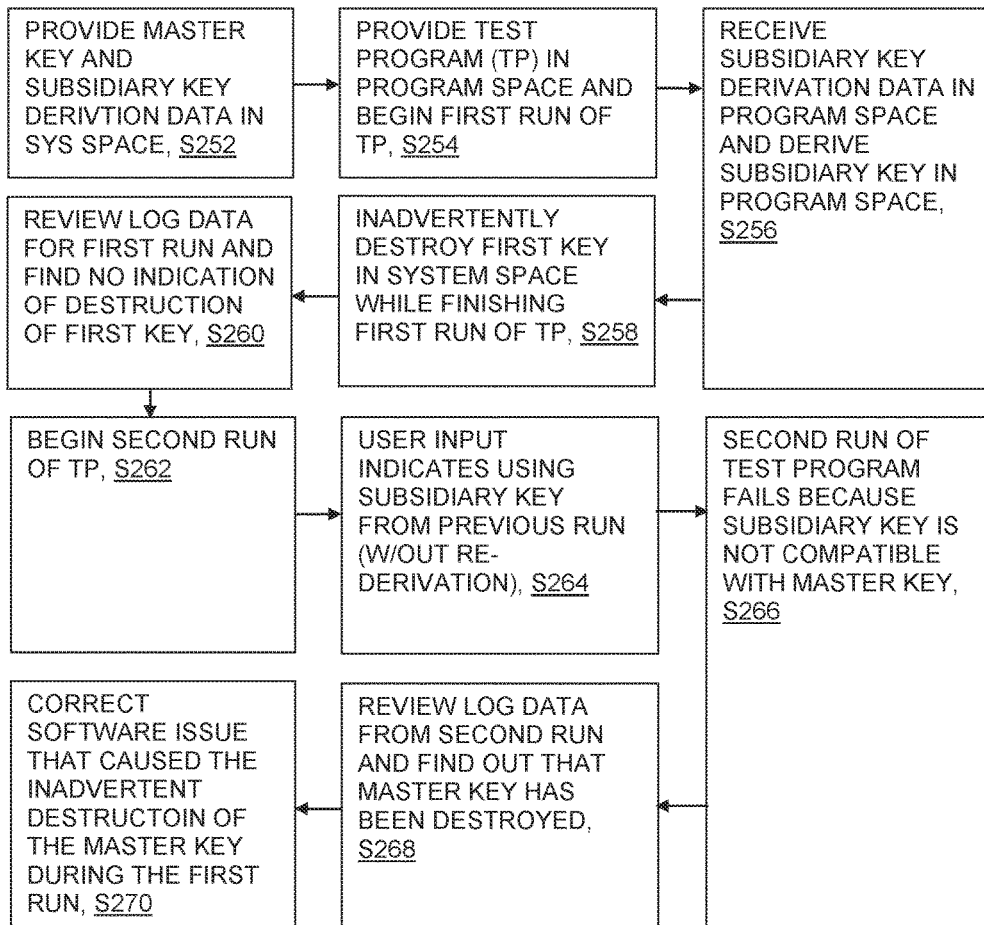 PROVIDE MASTER
KEY AND
SUBSIDIARY KEY
DERIVTION DATA IN
SYS SPACE, S252
PROVIDE TEST
PROGRAM (TP) IN
PROGRAM SPACE AND
BEGIN FIRST RUN OF
TP, S254
RECEIVE
SUBSIDIARY KEY
DERIVATION DATA IN
PROGRAM SPACE
AND DERIVE
SUBSIDIARY KEY IN
PROGRAM SPACE,
S256
INADVERTENTLY
DESTROY FIRST KEY
IN SYSTEM SPACE
WHILE FINISHING
FIRST RUN OF TP, S258
REVIEW LOG DATA
FOR FIRST RUN AND
FIND NO INDICATION
OF DESTRUCTION
OF FIRST KEY, S260
BEGIN SECOND RUN
OF TP, S262
USER INPUT
INDICATES USING
SUBSIDIARY KEY
FROM PREVIOUS RUN
(W/OUT RE-
DERIVATION), S264
SECOND RUN OF
TEST PROGRAM
FAILS BECAUSE
SUBSIDIARY KEY IS
NOT COMPATIBLE
WITH MASTER KEY,
S266
REVIEW LOG DATA
FROM SECOND RUN
AND FIND OUT THAT
MASTER KEY HAS
BEEN DESTROYED,
S268
CORRECT
SOFTWARE ISSUE
THAT CAUSED THE
INADVERTENT
DESTRUCTOIN OF
THE MASTER KEY
DURING THE FIRST
RUN, S270